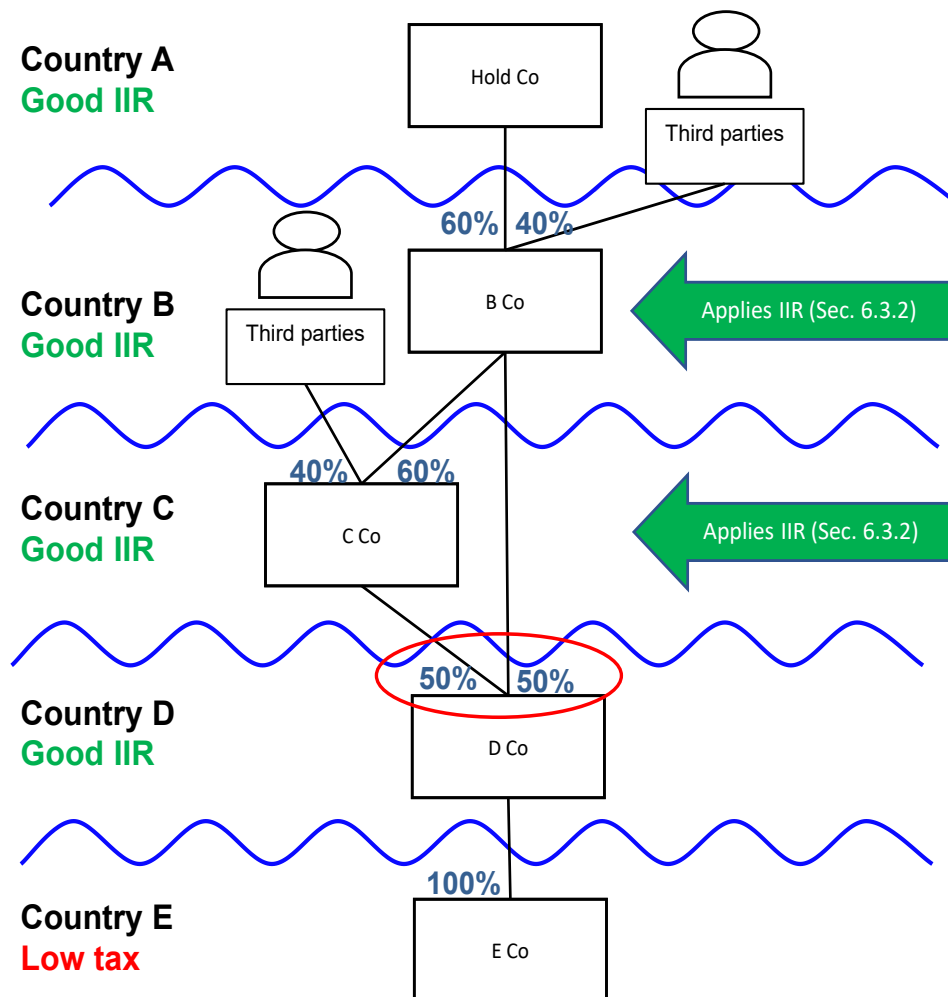 Country A
Good IIR
Hold Co
Third parties
60% 40%
Country B
Good IIR
Third parties
B Co
Applies IIR (Sec. 6.3.2)
40% 60%
Country C
Good IIR
C Co
Applies IIR (Sec. 6.3.2)
50% 50%
Country D
Good IIR
D Co
100%
Country E
Low tax
E Co